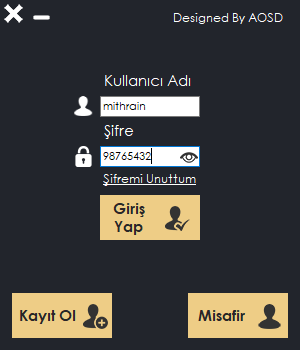 Designed By AOSD
Kullanıcı Adı
mithrain
Şifre
98765432
Şifremi Unuttum
Giriş
Yap
Kayıt Ol
Misafir